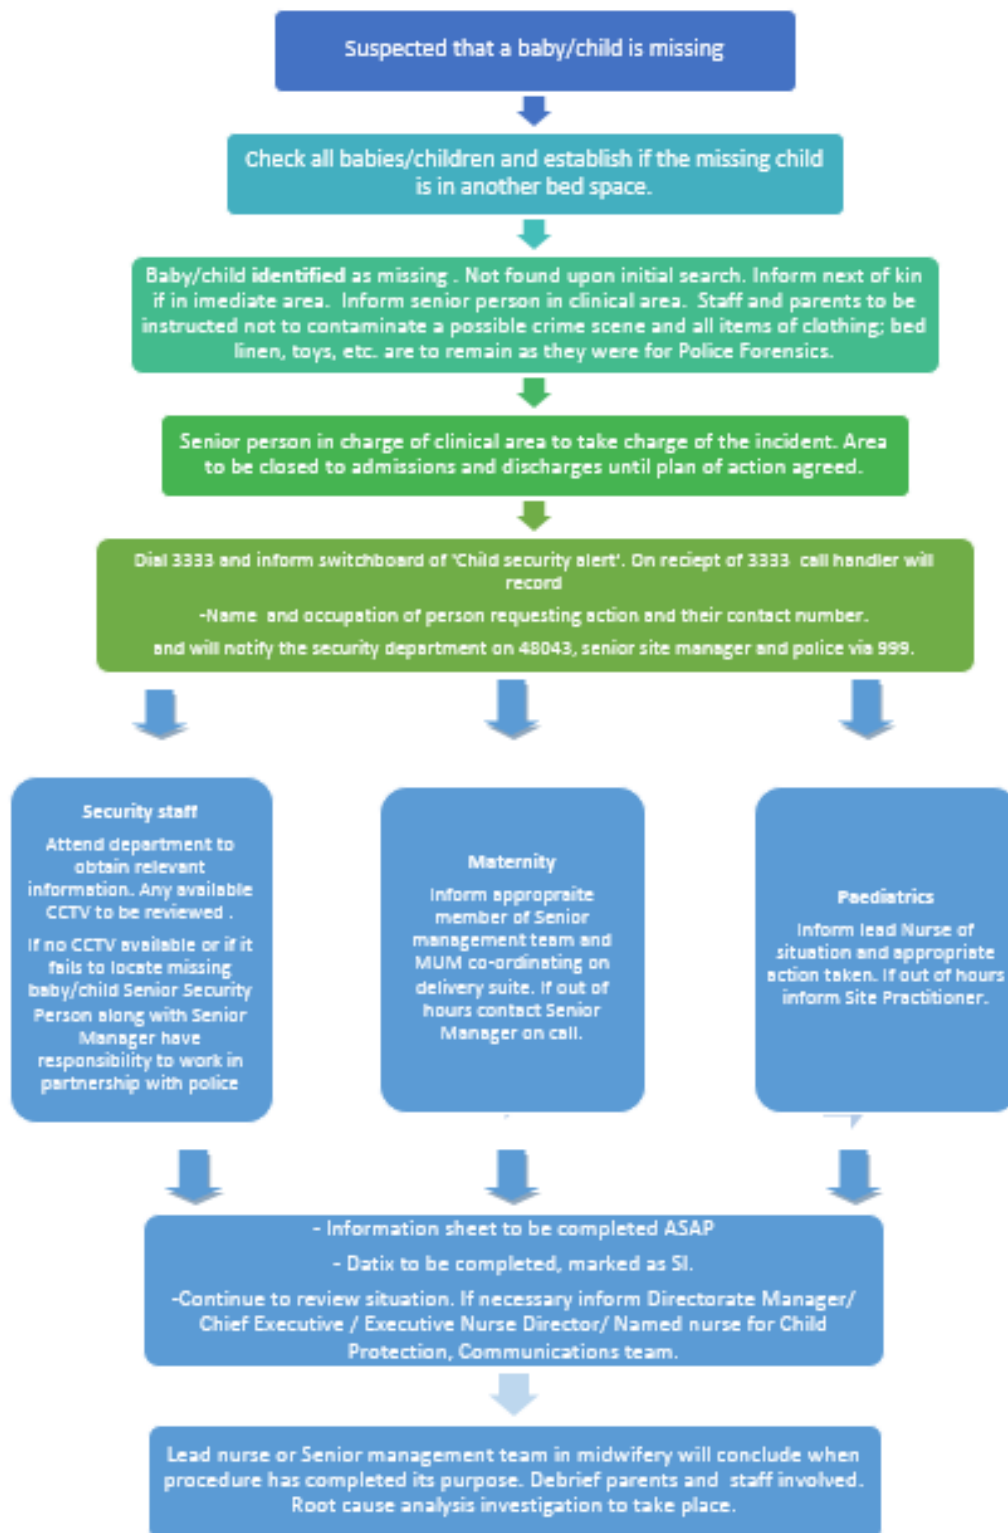 Suspected that a baby/child is missing
Check all babies/children and establish if the missing child
is in another bed space.
Baby/child identified as missing . Not found upon initial search. Inform next of kin
if in imediate area. Inform senior person in clinical area. Staff and parents to be
instructed not to contaminate a possible crime scene and all items of clothing; bed
linen, toys, etc. are to remain as they were for Police Forensics.
Senior person in charge of clinical area to take charge of the incident. Area
to be closed to admissions and discharges until plan of action agreed.
Dial 3333 and inform switchboard of 'Child security alert'. On reciept of 3333 call handler will
record
-Name and occupation of person requesting action and their contact number.
and will notify the security department on 48043, senior site manager and police via 999.
Security staff
Attend department to
obtain relevant
information. Any available
CCTV to be reviewed .
If no CCTV available or if it
fails to locate missing
baby/child Senior Security
Person along with Senior
Manager have
responsibility to work in
partnership with police
Maternity
Inform appropraite
member of Senior
management team and
MUM co-ordinating on
delivery suite. If out of
hours contact Senior
Manager on call.
Paediatrics
Inform lead Nurse of
situation and appropriate
action taken. If out of hours
inform Site Practitioner.
- Information sheet to be completed ASAP
- Datix to be completed, marked as SI.
-Continue to review situation. If necessary inform Directorate Manager/
Chief Executive / Executive Nurse Director/ Named nurse for Child
Protection, Communications team.
Lead nurse or Senior management team in midwifery will conclude when
procedure has completed its purpose. Debrief parents and staff involved.
Root cause analysis investigation to take place.